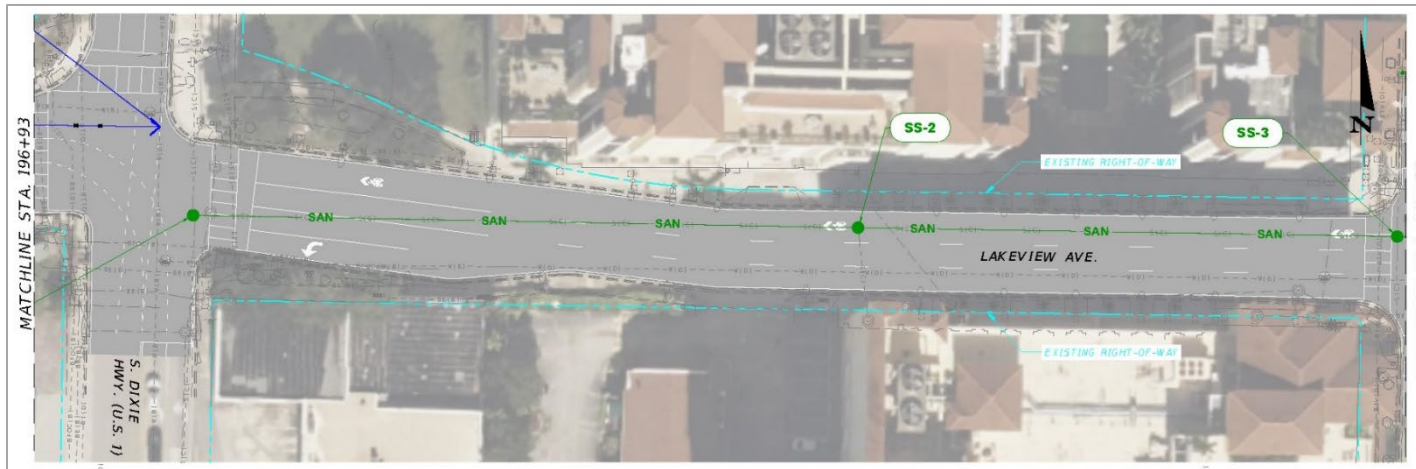 MATCHLINE STA. 196+93
SS-2
SS-3
N
EXISTING RIGHT-OF-WAY
SAN
SAN
SAN
SAN
SAN
SAN
LAKEVIEW AVE.
EXISTING RIGHT-OF-WAY
S. DIXIE
HWY. (U.S. 1)